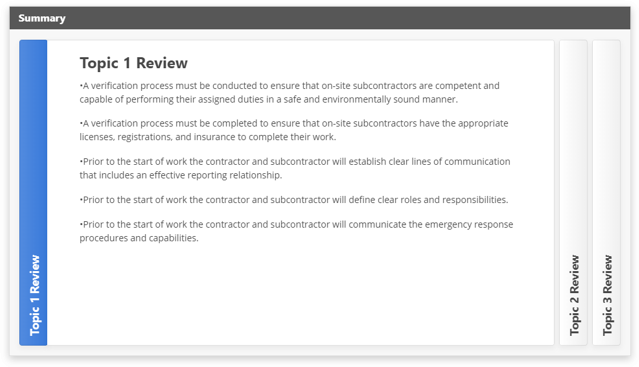 Summary
Topic 1 Review
•A verification process must be conducted to ensure that on-site subcontractors are competent and
capable of performing their assigned duties in a safe and environmentally sound manner.
•A verification process must be completed to ensure that on-site subcontractors have the appropriate
licenses, registrations, and insurance to complete their work.
•Prior to the start of work the contractor and subcontractor will establish clear lines of communication
that includes an effective reporting relationship.
•Prior to the start of work the contractor and subcontractor will define clear roles and responsibilities.
•Prior to the start of work the contractor and subcontractor will communicate the emergency response
procedures and capabilities.
Topic 1 Review
Topic 2 Review
Topic 3 Review